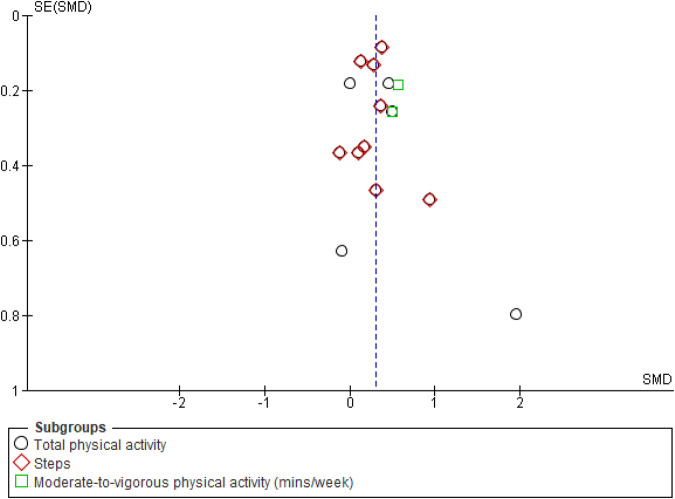 SE(SMD)
0
0.2
0.4
0.6
0.8
1
SMD
-2 -1 0 1 2
Subgroups
Total physical activity
Steps
Moderate-to-vigorous physical activity (mins/week)